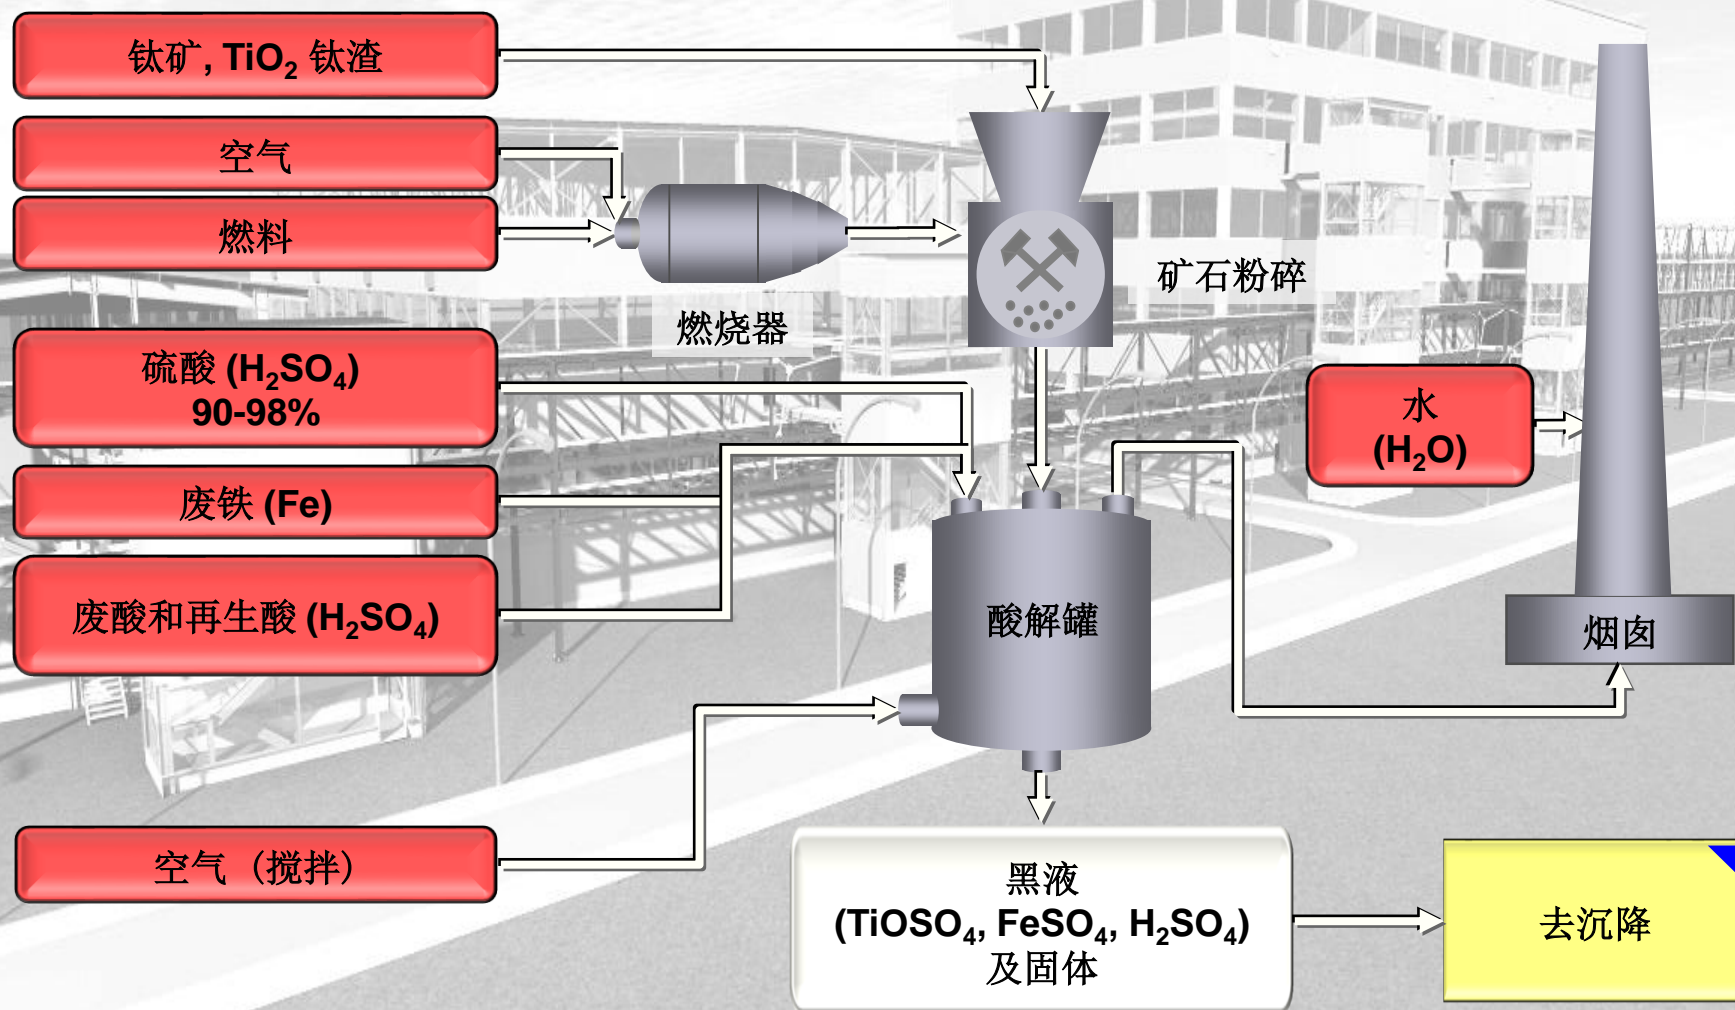 钛矿, TiO₂ 钛渣
空气
燃料
燃烧器
矿石粉碎
硫酸 (H₂SO₄)
90-98%
水
(H₂O)
废铁 (Fe)
废酸和再生酸 (H₂SO₄)
酸解罐
烟囱
空气（搅拌）
黑液
(TiOSO₄, FeSO₄, H₂SO₄)
及固体
去沉降